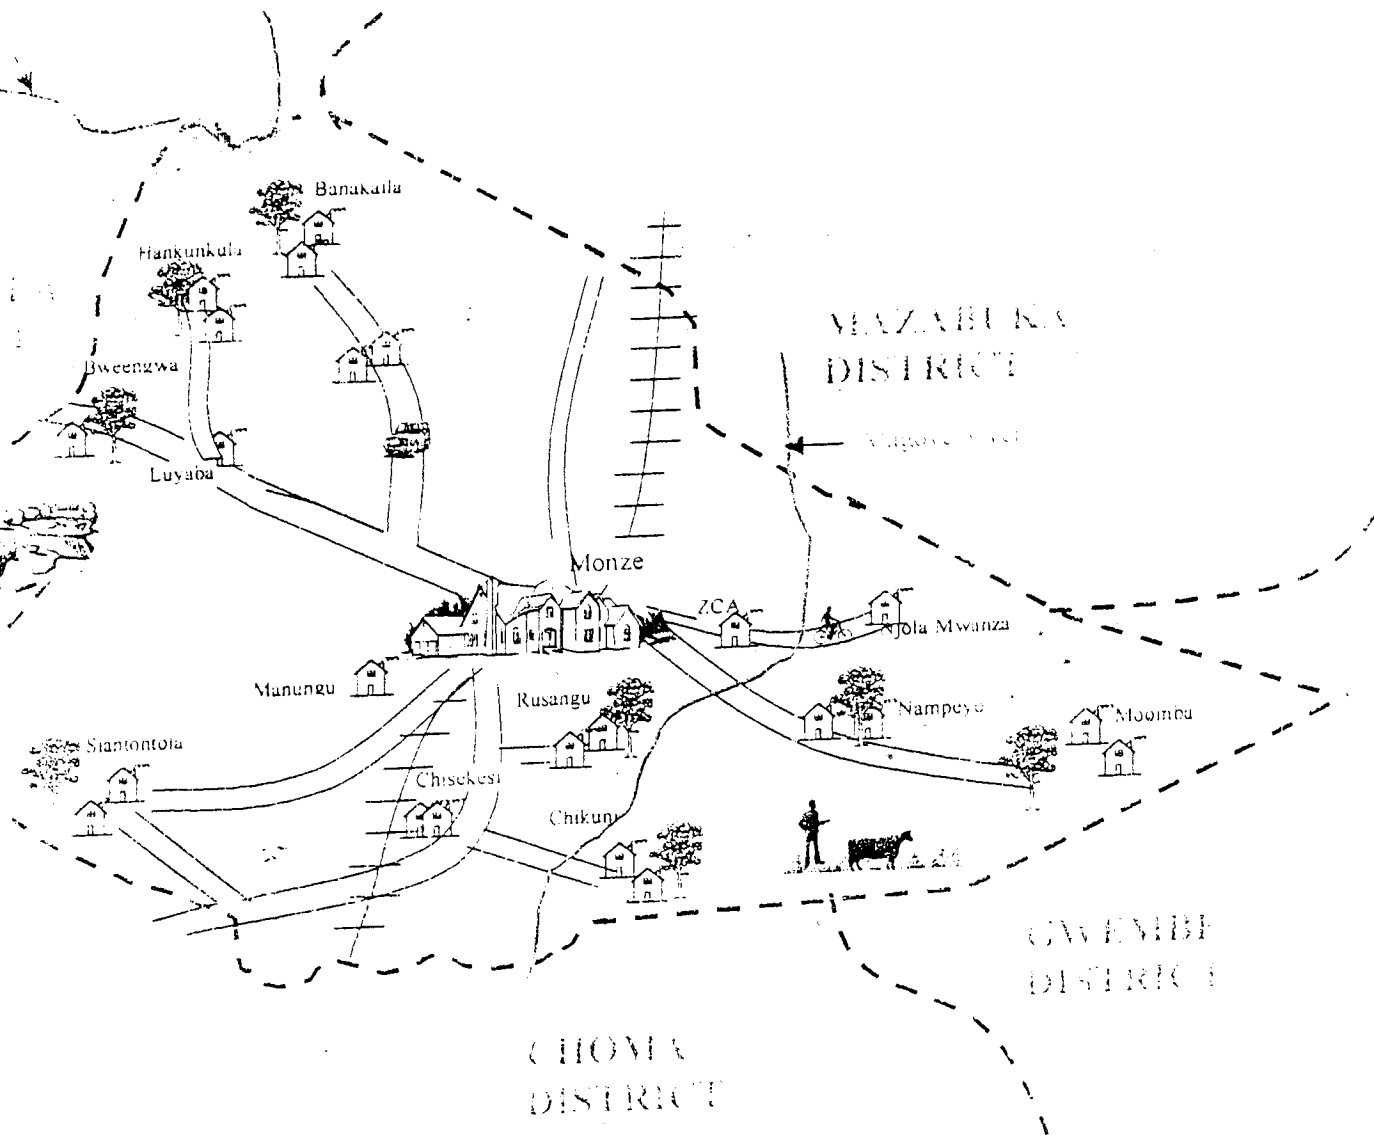 Banakaila
Hankunkula
MAZABUKA
DISTRICT
Bweengwa
Luyaba
Monze
ZCA
Njola Mwanza
Manungu
Rusangu
Nampeyo
Moomba
Siantontola
Chisekesi
Chikuni
GWEMBE
DISTRICT
CHOMA
DISTRICT